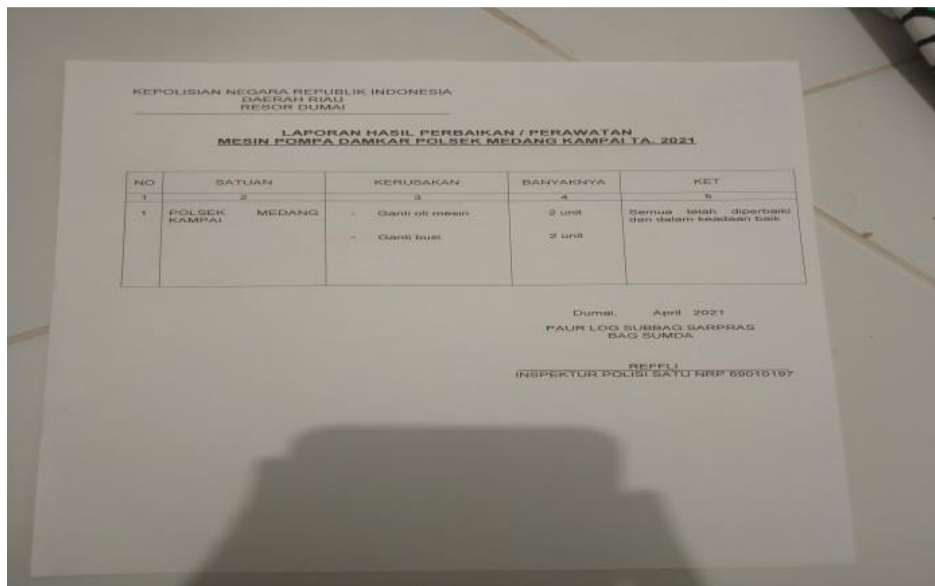 KEPOLISIAN NEGARA REPUBLIK INDONESIA
DAERAH RIAU
RESOR DUMAI
LAPORAN HASIL PERBAIKAN / PERAWATAN
MESIN POMPA DAMKAR POLSEK MEDANG KAMPAI TA. 2021
NO SATUAN KERUSAKAN BANYAKNYA KET
1 2 3 4 5
1 POLSEK MEDANG - Ganti oli mesin 2 unit Semua telah diperbaiki
KAMPAI dan dalam keadaan baik
- Ganti busi 2 unit
Dumai, April 2021
PAUR LOG SUBBAG SARPRAS
BAG SUMDA
REFFLI
INSPEKTUR POLISI SATU NRP 69010197